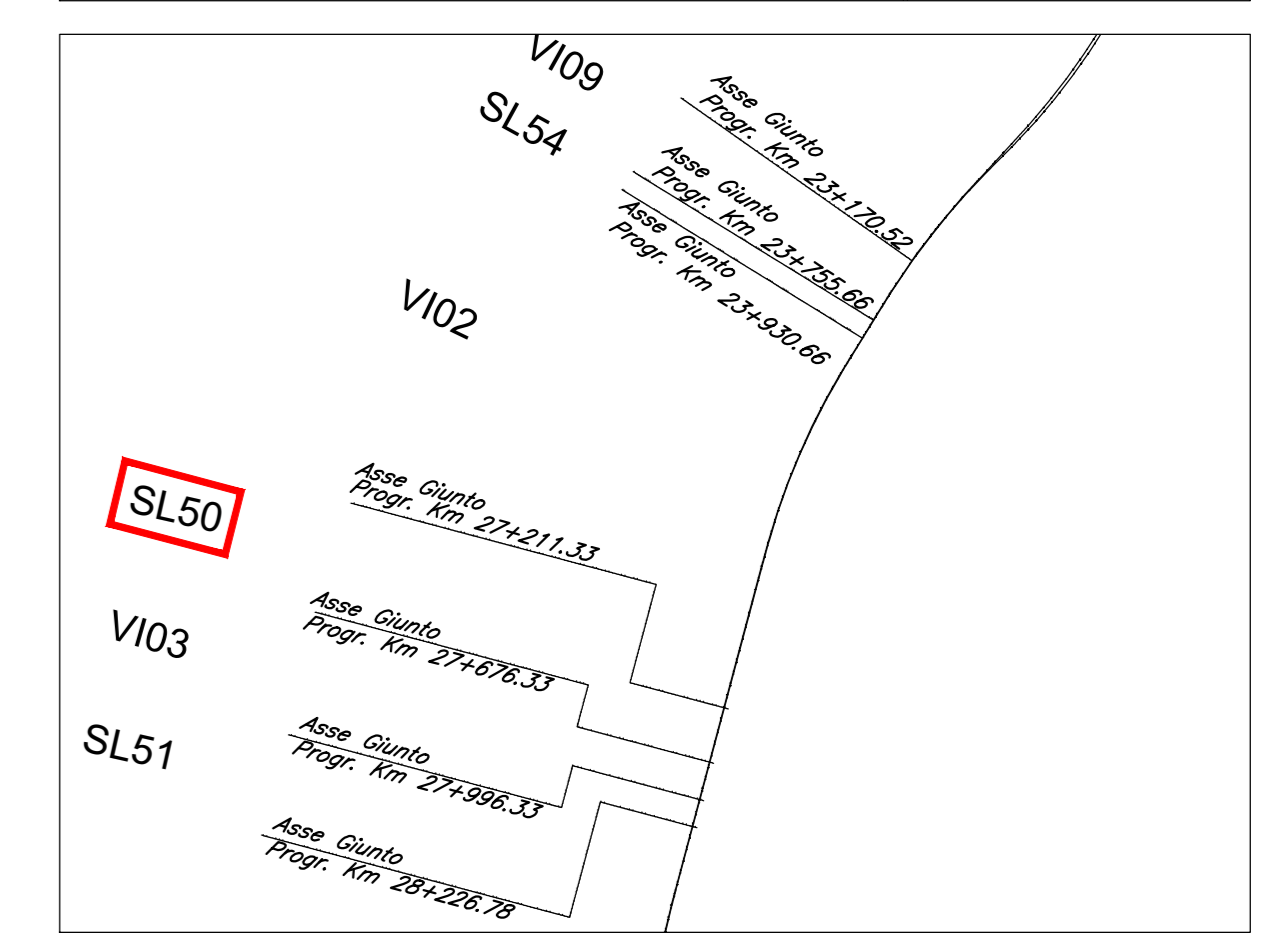 VI09
Asse Giunto
Progr. Km 23+170.52
SL54
Asse Giunto
Progr. Km 23+755.66
Asse Giunto
Progr. Km 23+930.66
VI02
Asse Giunto
Progr. Km 27+211.33
SL50
Asse Giunto
Progr. Km 27+676.33
VI03
Asse Giunto
Progr. Km 27+996.33
SL51
Asse Giunto
Progr. Km 28+226.78